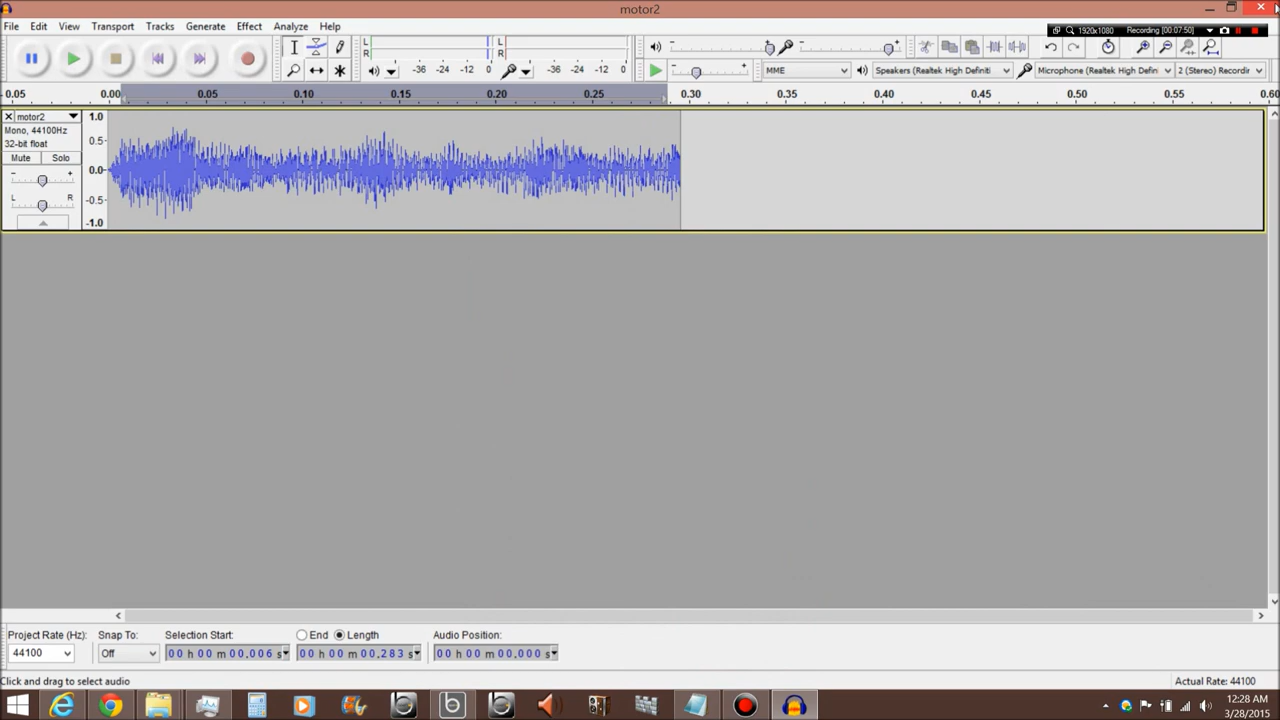 motor2
File Edit View Transport Tracks Generate Effect Analyze Help
1920x1080 Recording [00:07:50]
L
R
-36 -24 -12 0
L
R
-36 -24 -12 0
MME
Speakers (Realtek High Definiti
Microphone (Realtek High Defin
2 (Stereo) Recordin
0.05 0.00 0.05 0.10 0.15 0.20 0.25 0.30 0.35 0.40 0.45 0.50 0.55 0.60
motor2
Mono, 44100Hz
32-bit float
Mute Solo
- +
L R
1.0
0.5
0.0
-0.5
-1.0
Project Rate (Hz): Snap To: Selection Start: End Length Audio Position:
44100 Off 00 h 00 m 00.006 s 00 h 00 m 00.283 s 00 h 00 m 00.000 s
Click and drag to select audio
Actual Rate: 44100
12:28 AM
3/28/2015